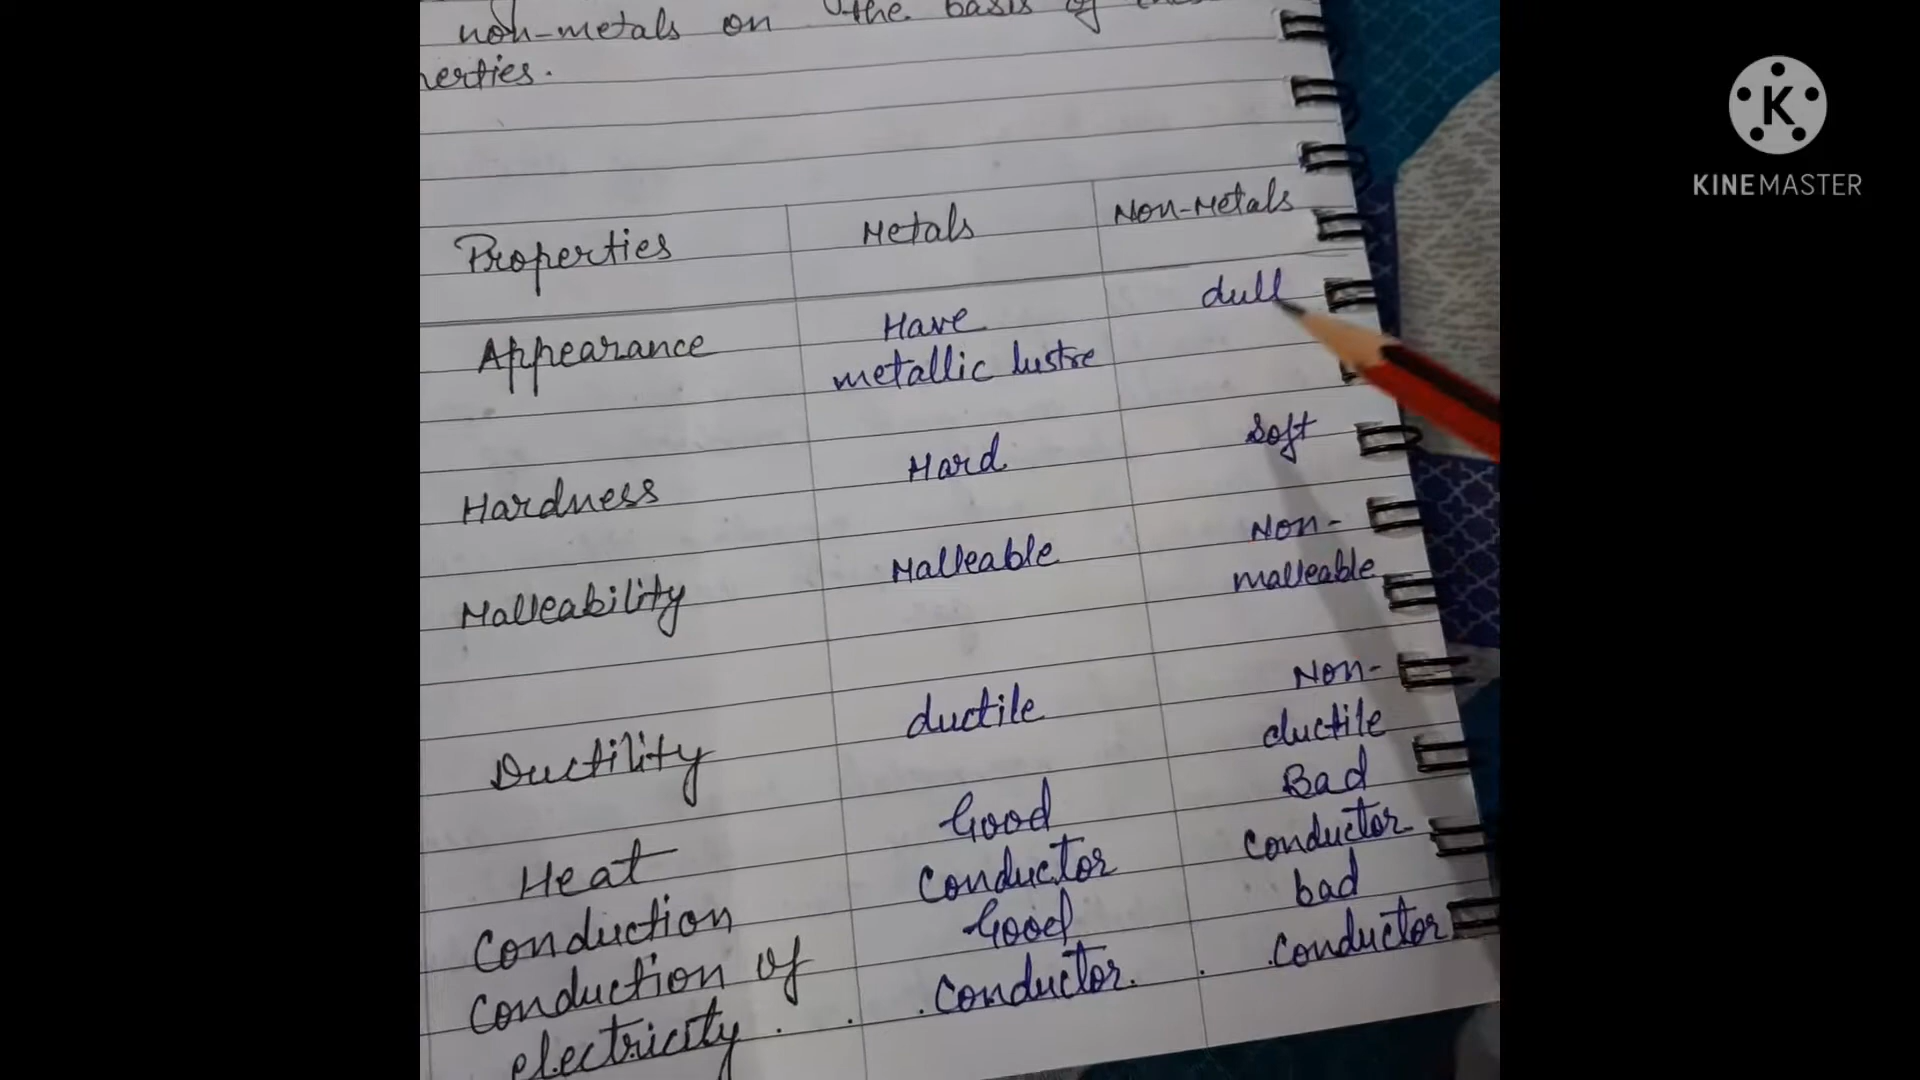 non-metals on the basis of
perties.
Properties Metals Non-Metals
Appearance Have metallic lustre dull
Hardness Hard Soft
Malleability Malleable Non-malleable
Ductility ductile Non-ductile
Heat Conduction Good Conductor Bad Conductor
Conduction of electricity Good Conductor. bad Conductor
KINEMASTER